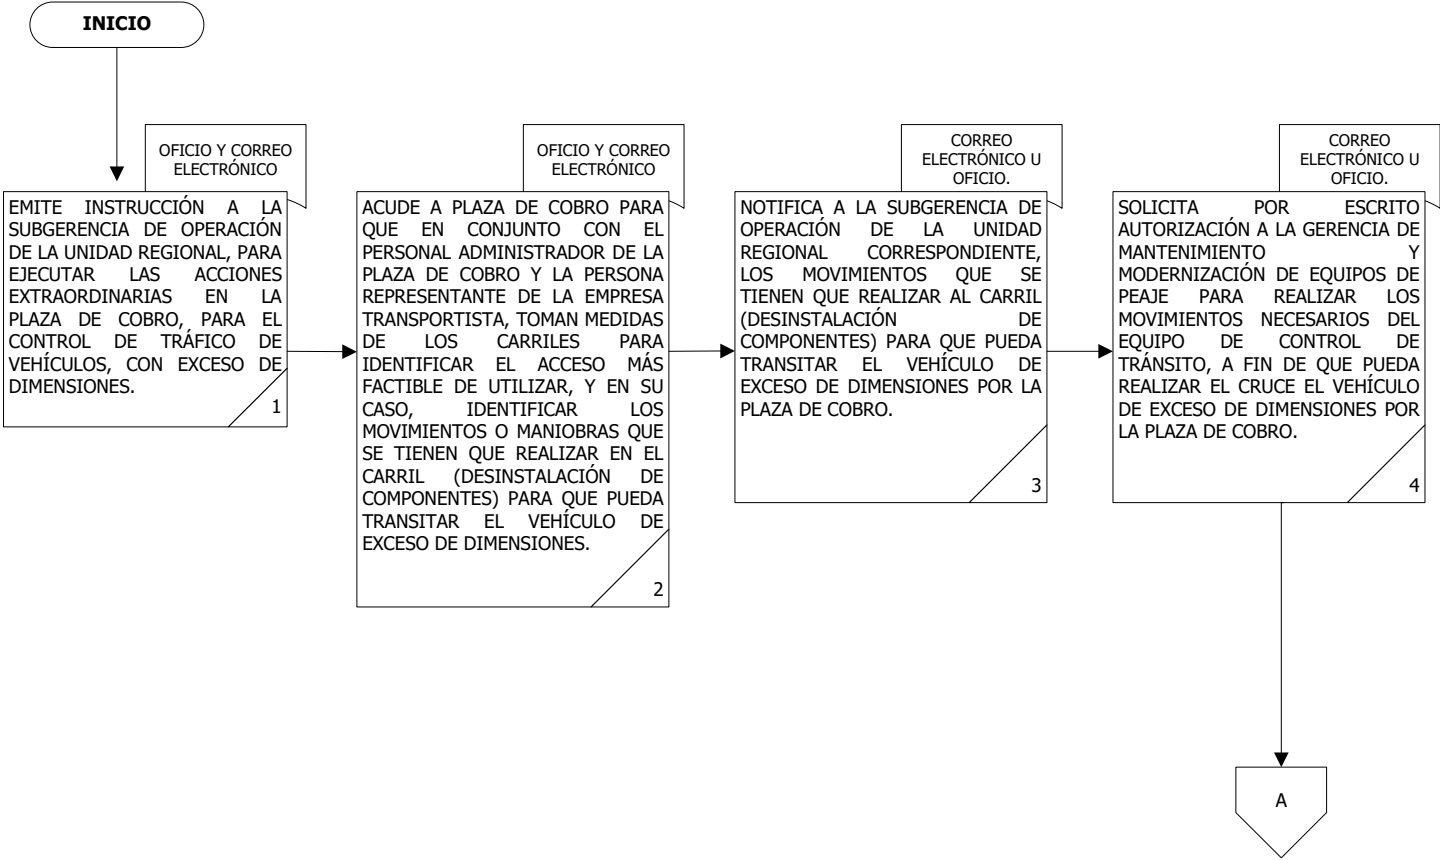 INICIO
OFICIO Y CORREO
ELECTRÓNICO
EMITE INSTRUCCIÓN A LA
SUBGERENCIA DE OPERACIÓN
DE LA UNIDAD REGIONAL, PARA
EJECUTAR LAS ACCIONES
EXTRAORDINARIAS EN LA
PLAZA DE COBRO, PARA EL
CONTROL DE TRÁFICO DE
VEHÍCULOS, CON EXCESO DE
DIMENSIONES.
1
OFICIO Y CORREO
ELECTRÓNICO
ACUDE A PLAZA DE COBRO PARA
QUE EN CONJUNTO CON EL
PERSONAL ADMINISTRADOR DE LA
PLAZA DE COBRO Y LA PERSONA
REPRESENTANTE DE LA EMPRESA
TRANSPORTISTA, TOMAN MEDIDAS
DE LOS CARRILES PARA
IDENTIFICAR EL ACCESO MÁS
FACTIBLE DE UTILIZAR, Y EN SU
CASO, IDENTIFICAR LOS
MOVIMIENTOS O MANIOBRAS QUE
SE TIENEN QUE REALIZAR EN EL
CARRIL (DESINSTALACIÓN DE
COMPONENTES) PARA QUE PUEDA
TRANSITAR EL VEHÍCULO DE
EXCESO DE DIMENSIONES.
2
CORREO
ELECTRÓNICO U
OFICIO.
NOTIFICA A LA SUBGERENCIA DE
OPERACIÓN DE LA UNIDAD
REGIONAL CORRESPONDIENTE,
LOS MOVIMIENTOS QUE SE
TIENEN QUE REALIZAR AL CARRIL
(DESINSTALACIÓN DE
COMPONENTES) PARA QUE PUEDA
TRANSITAR EL VEHÍCULO DE
EXCESO DE DIMENSIONES POR LA
PLAZA DE COBRO.
3
CORREO
ELECTRÓNICO U
OFICIO.
SOLICITA POR ESCRITO
AUTORIZACIÓN A LA GERENCIA DE
MANTENIMIENTO Y
MODERNIZACIÓN DE EQUIPOS DE
PEAJE PARA REALIZAR LOS
MOVIMIENTOS NECESARIOS DEL
EQUIPO DE CONTROL DE
TRÁNSITO, A FIN DE QUE PUEDA
REALIZAR EL CRUCE EL VEHÍCULO
DE EXCESO DE DIMENSIONES POR
LA PLAZA DE COBRO.
4
A